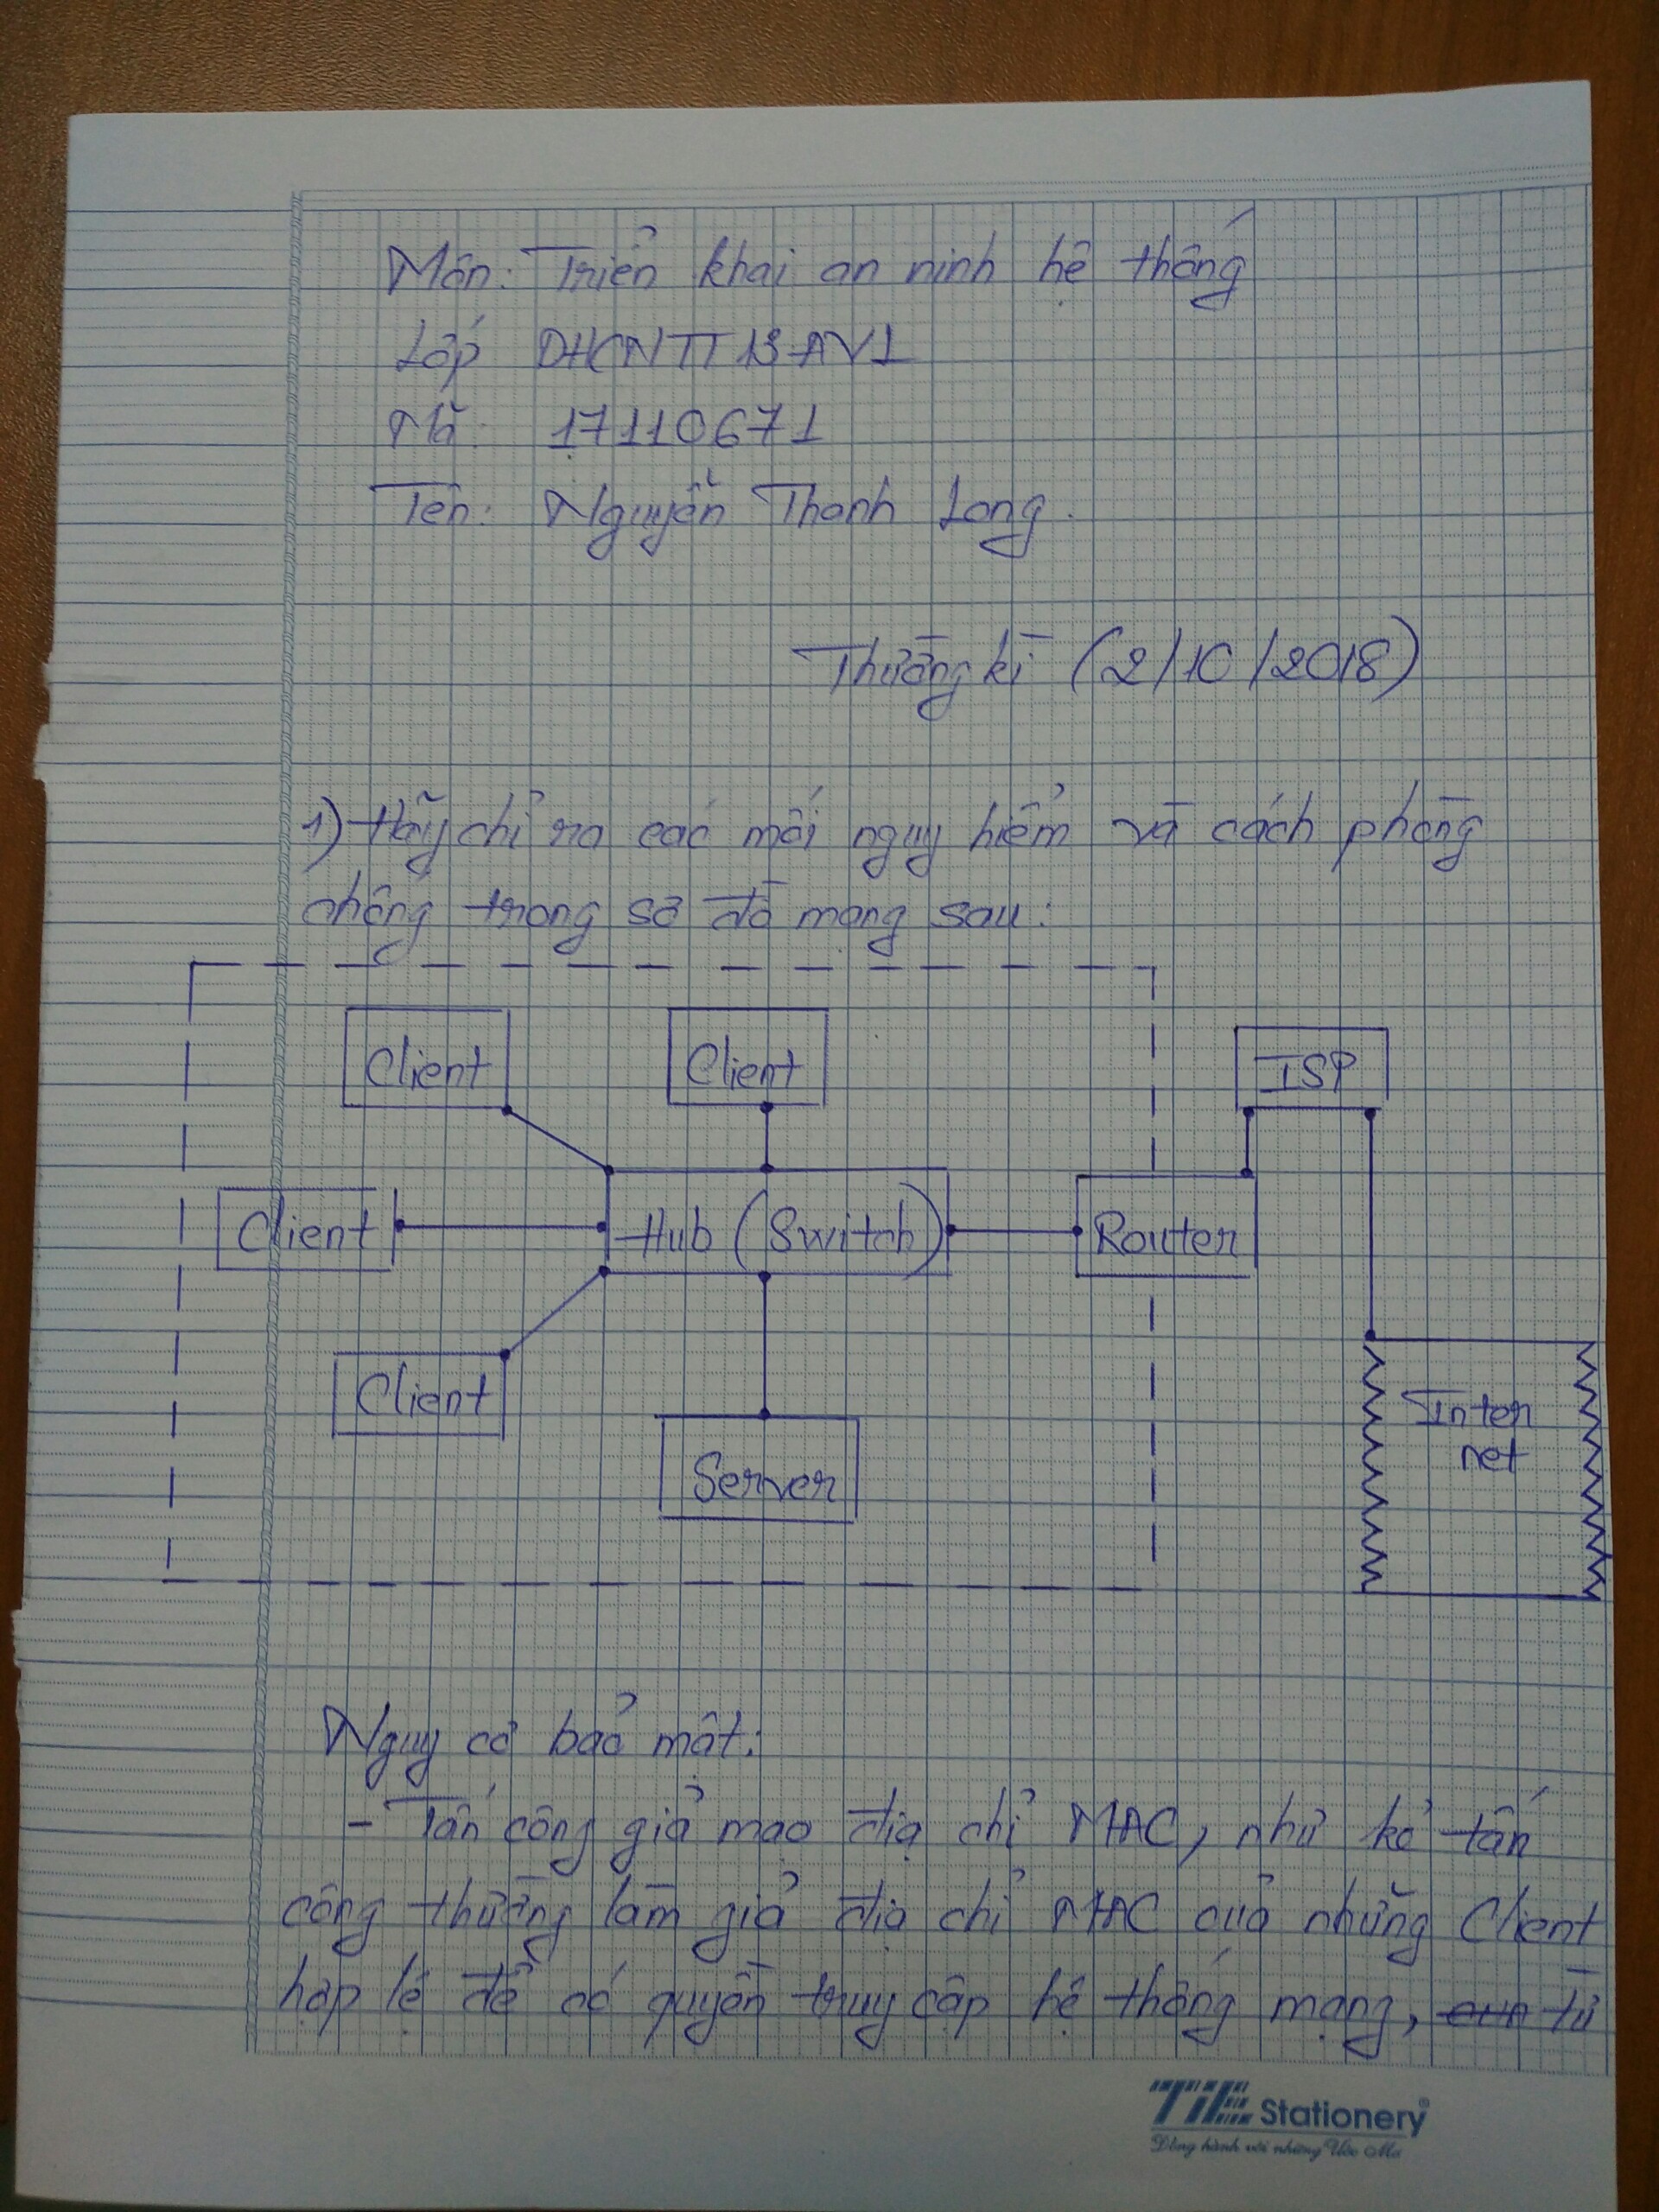 Môn: Triển khai an ninh hệ thống
Lớp DHCNTT13AVL
Mã: 17110671
Tên: Nguyễn Thanh Long.
Thường kì (2/10/2018)
1) Hãy chỉ ra các mối nguy hiểm và cách phòng
chống trong sơ đồ mạng sau:
Client
Client
ISP
Client
Hub (Switch)
Router
Client
Inter
net
Server
Nguy cơ bảo mật:
- Tấn công giả mạo địa chỉ MAC, như kẻ tấn
công thường làm giả địa chỉ MAC của những Client
hợp lệ để có quyền truy cập hệ thống mạng, từ
TiE Stationery
Đồng hành với những Ước Mơ